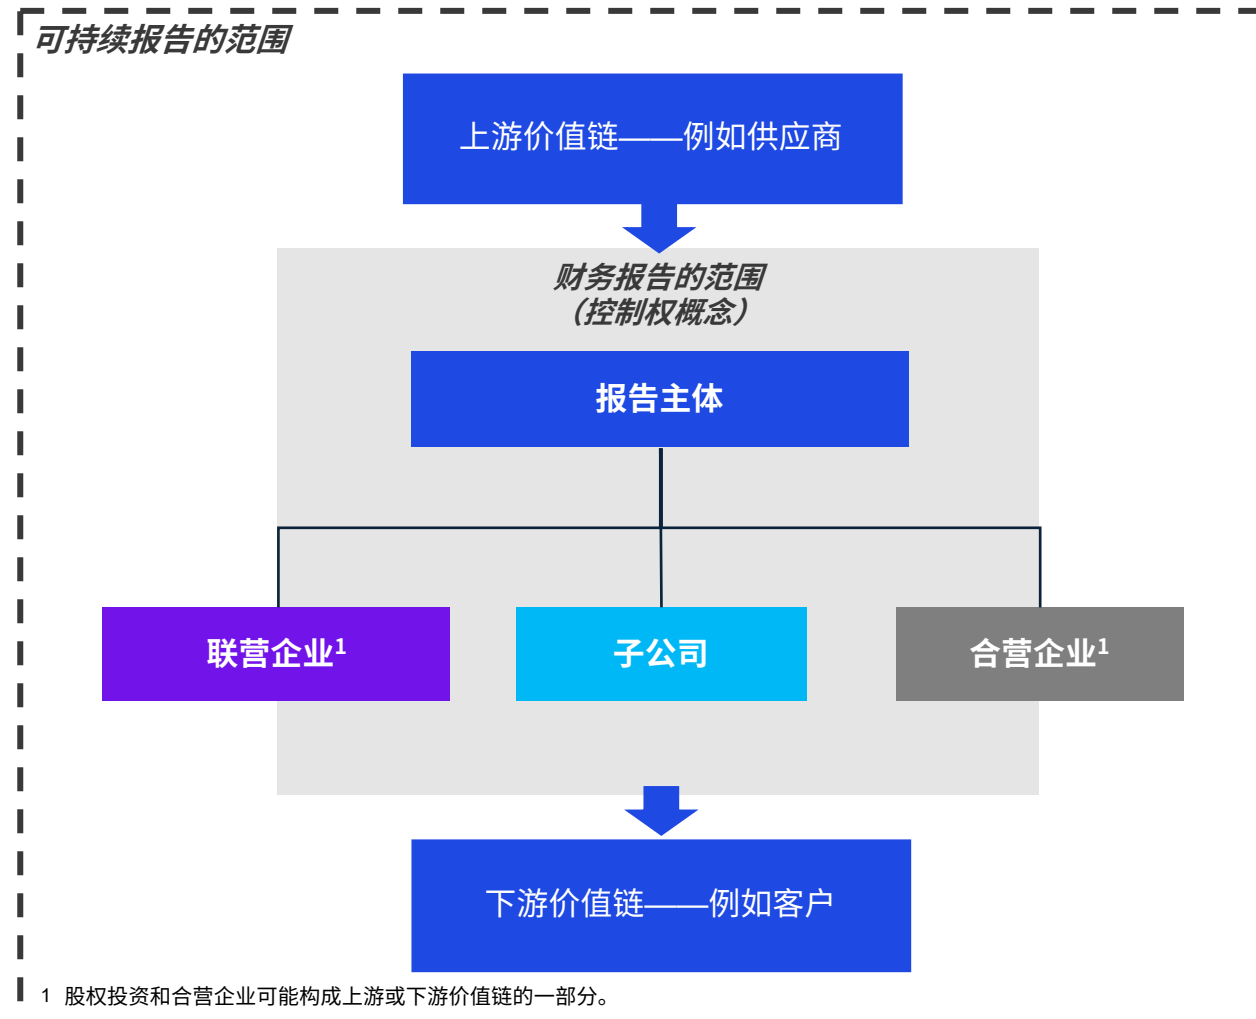 可持续报告的范围
上游价值链——例如供应商
财务报告的范围
（控制权概念）
报告主体
联营企业¹
子公司
合营企业¹
下游价值链——例如客户
1 股权投资和合营企业可能构成上游或下游价值链的一部分。